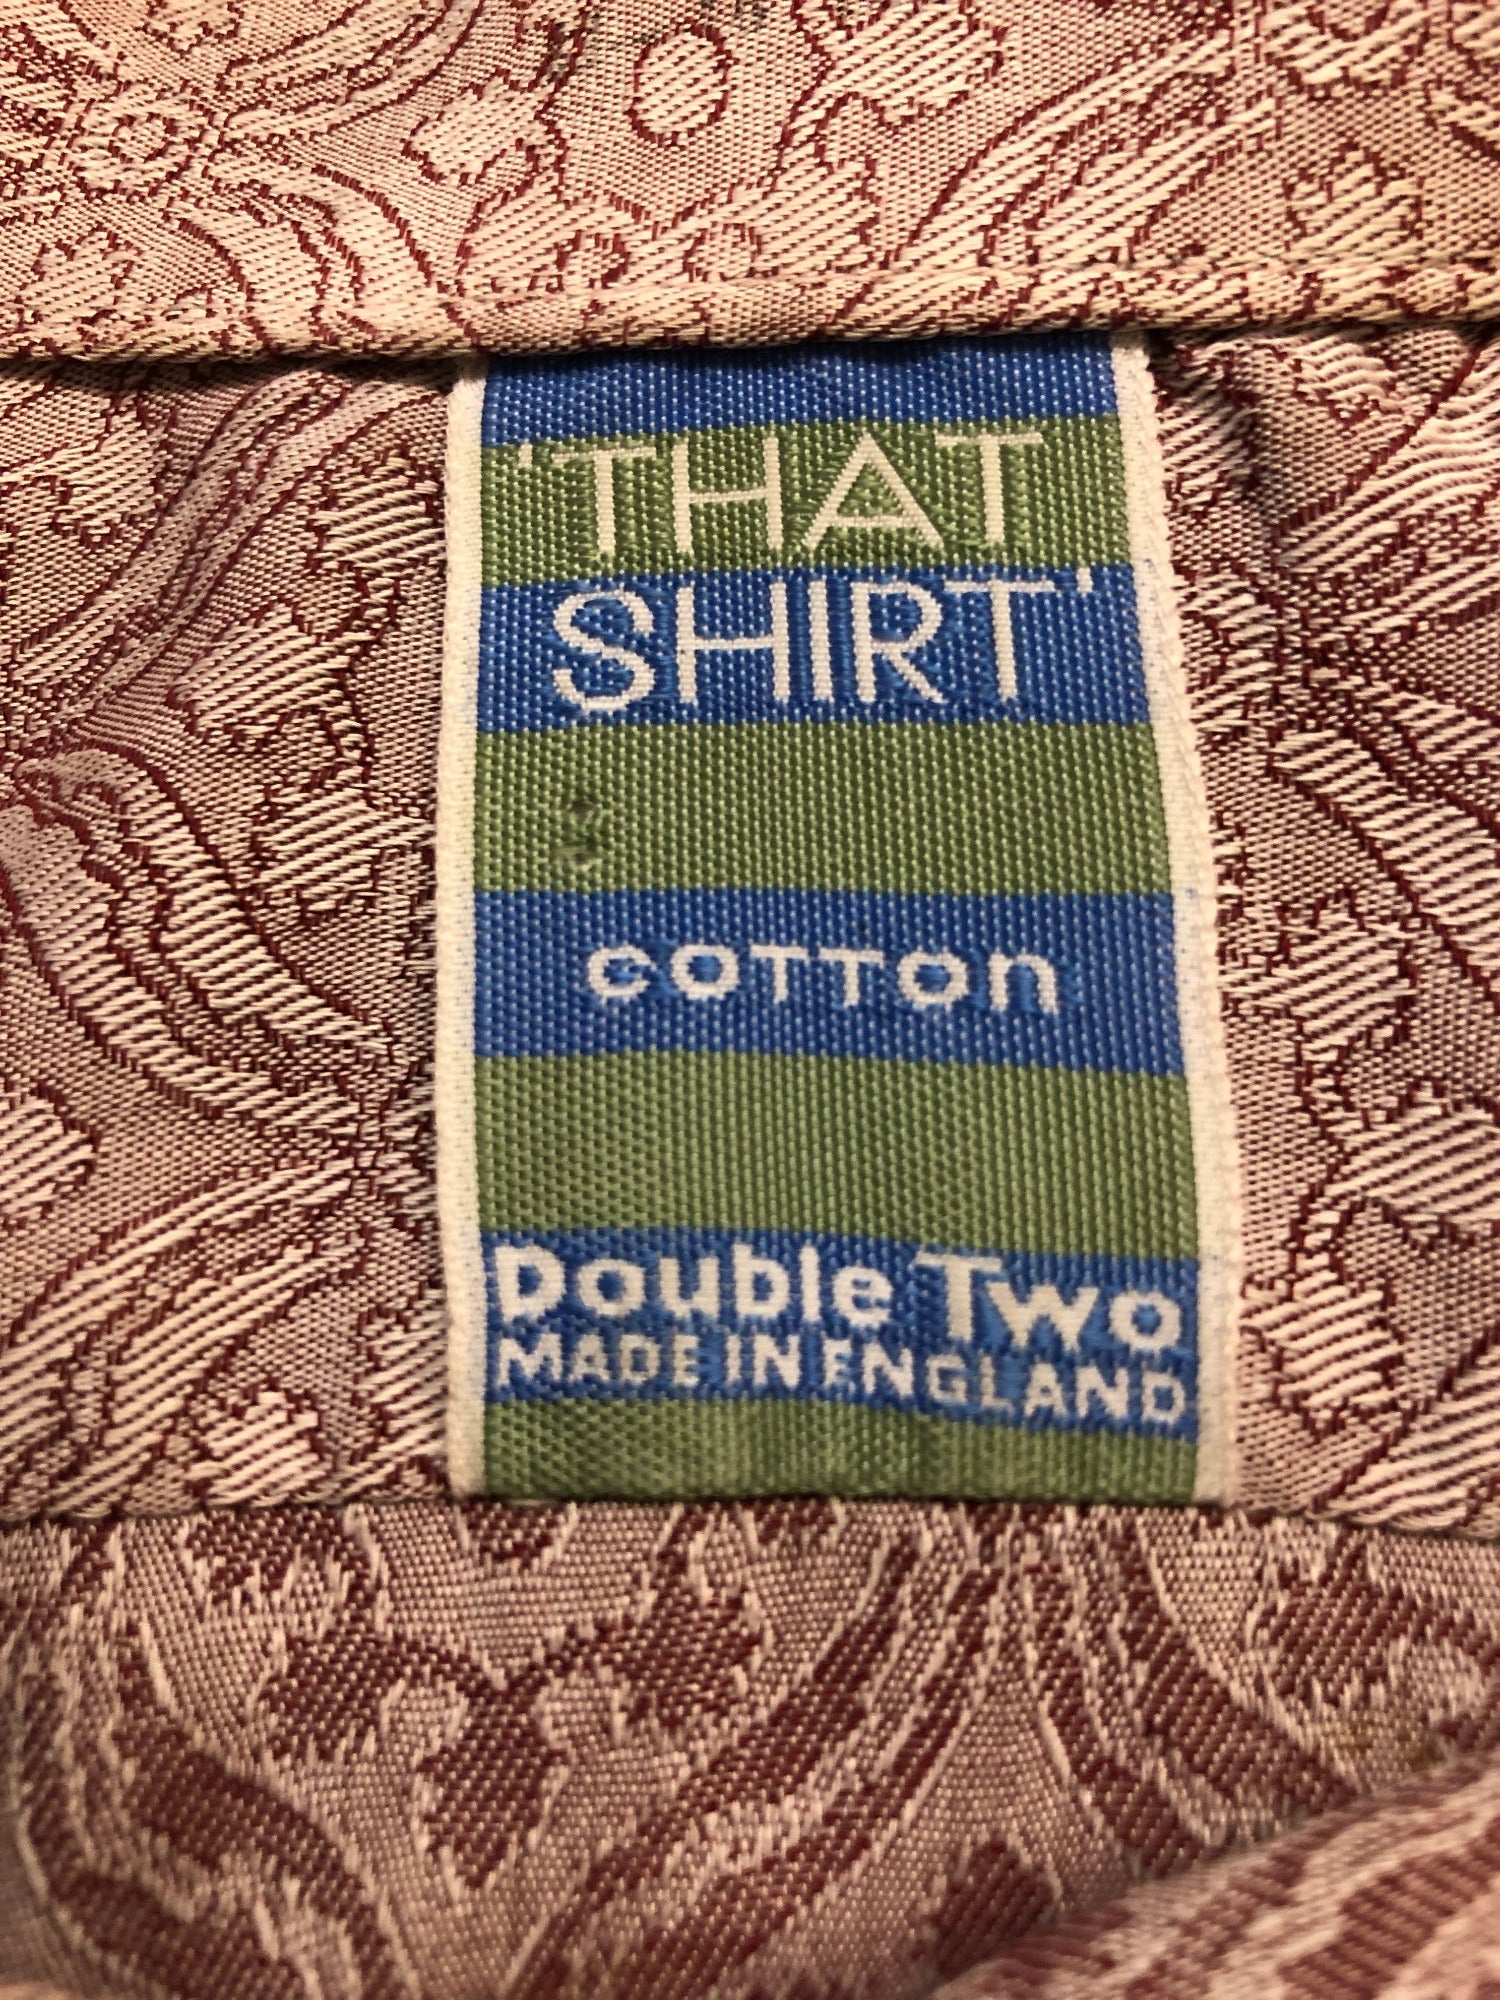 'THAT
SHIRT'
COTTON
Double Two
MADE IN ENGLAND